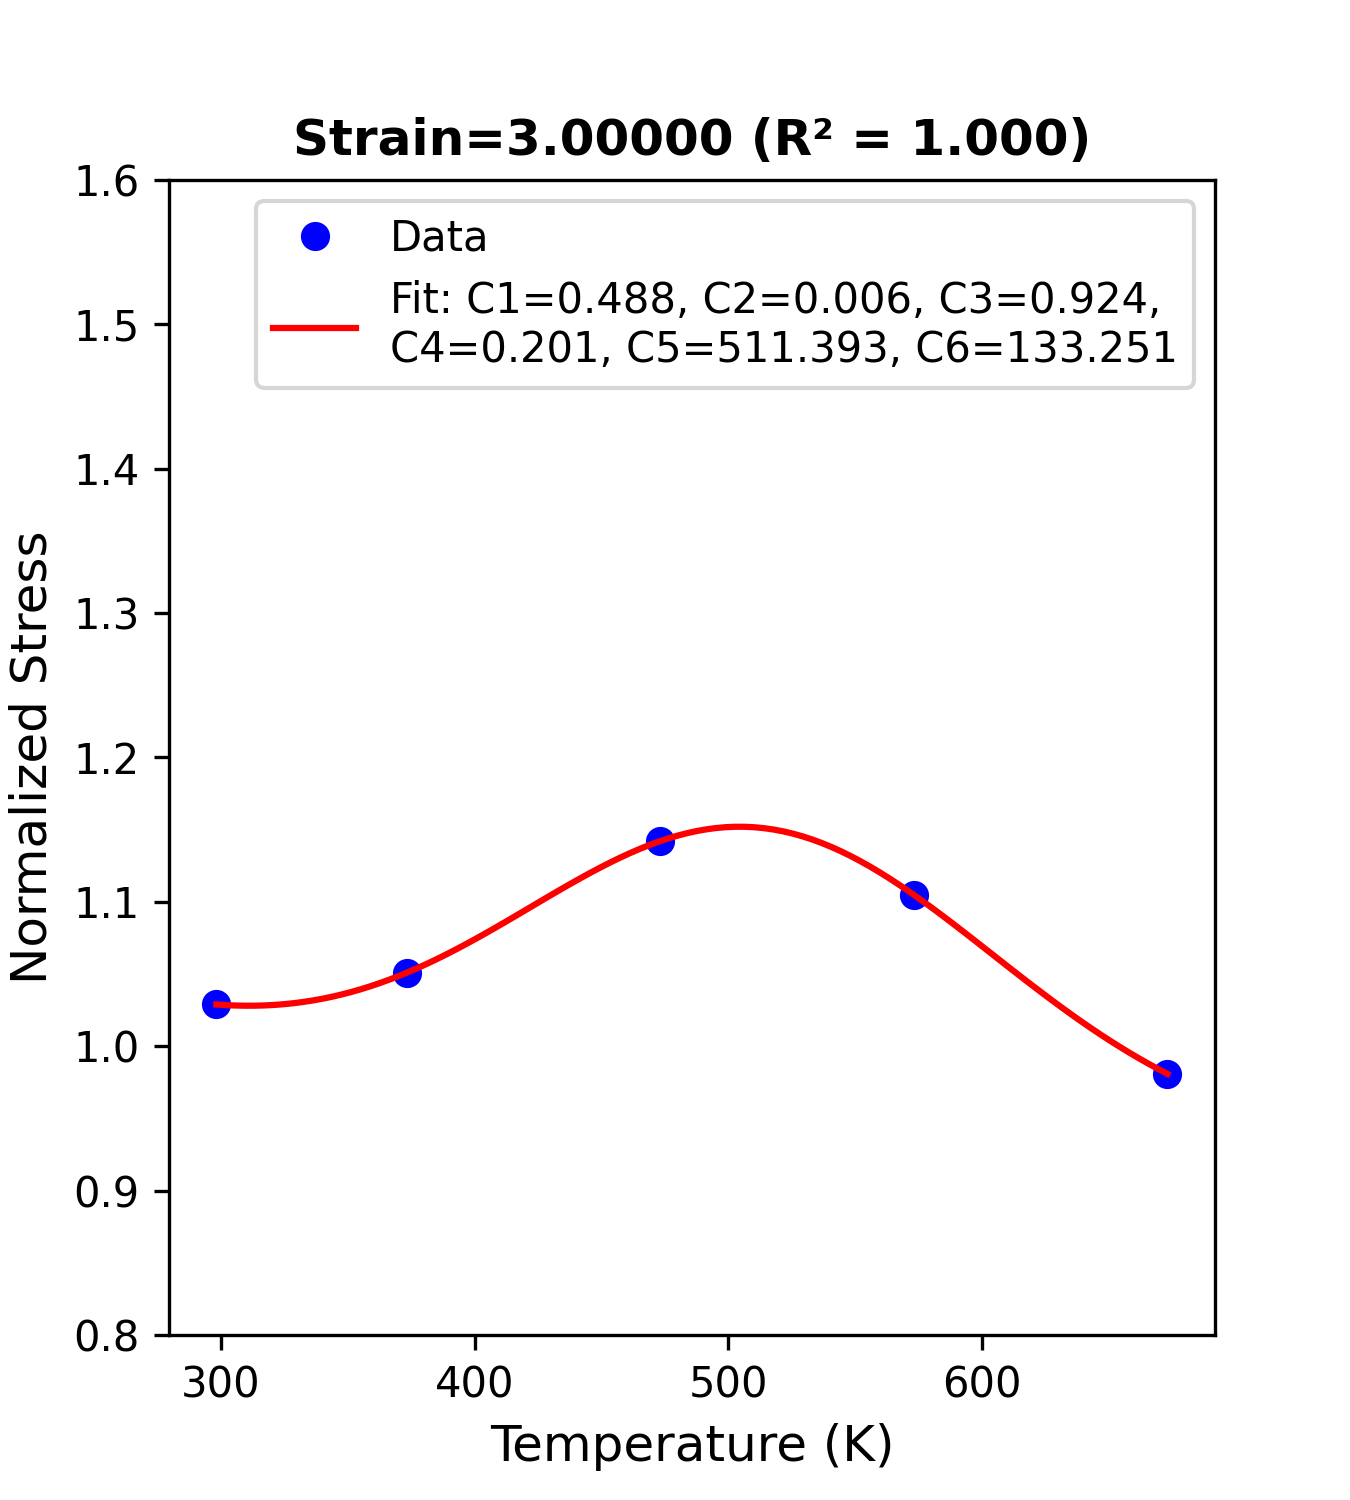 Strain=3.00000 (R² = 1.000)
1.6
1.5
1.4
1.3
1.2
1.1
1.0
0.9
0.8
Normalized Stress
Data
Fit: C1=0.488, C2=0.006, C3=0.924,
C4=0.201, C5=511.393, C6=133.251
300 400 500 600
Temperature (K)